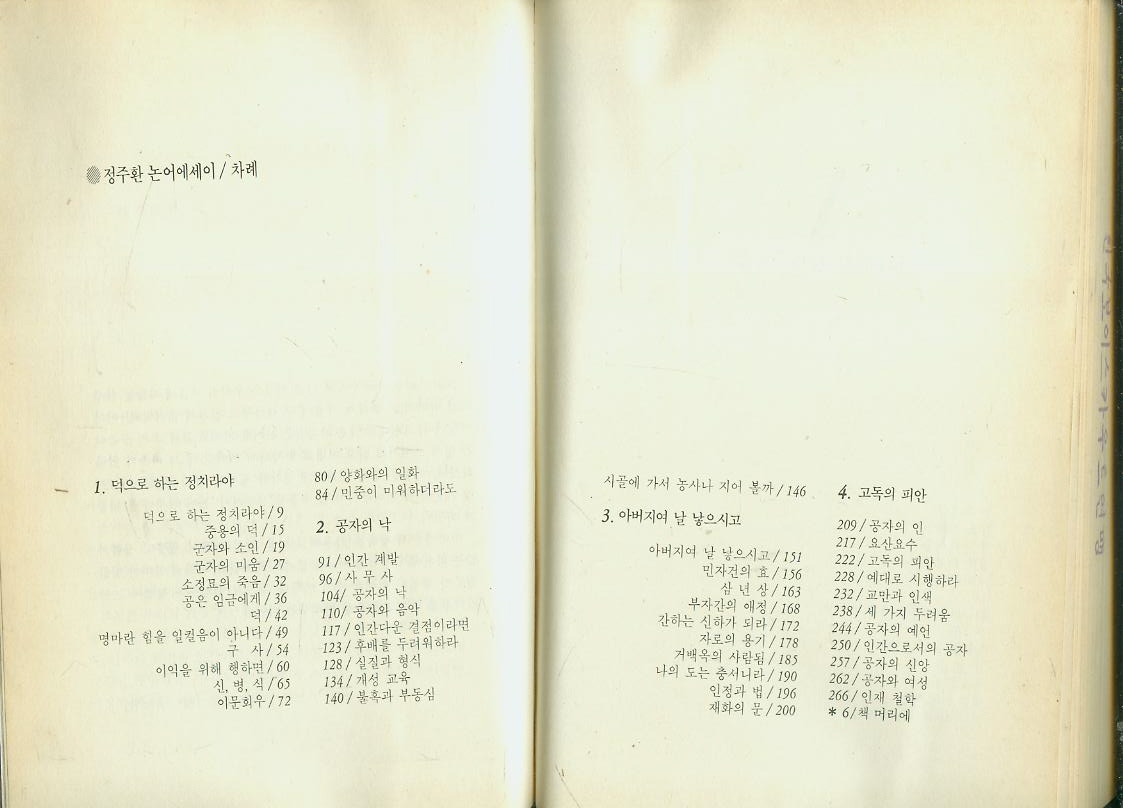 정주환 논어에세이 / 차례
1. 덕으로 하는 정치라야
덕으로 하는 정치라야 / 9
중용의 덕 / 15
군자와 소인 / 19
군자의 미움 / 27
소정묘의 죽음 / 32
공은 임금에게 / 36
덕 / 42
명마란 힘을 일컬음이 아니다 / 49
구 사 / 54
이익을 위해 행하면 / 60
신, 병, 식 / 65
이문회우 / 72
80 / 양화와의 일화
84 / 민중이 미워하더라도
2. 공자의 낙
91 / 인간 계발
96 / 사 무 사
104 / 공자의 낙
110 / 공자와 음악
117 / 인간다운 결점이라면
123 / 후배를 두려워하라
128 / 실질과 형식
134 / 개성 교육
140 / 불혹과 부동심
시골에 가서 농사나 지어 볼까 / 146
3. 아버지여 날 낳으시고
아버지여 날 낳으시고 / 151
민자건의 효 / 156
삼 년 상 / 163
부자간의 애정 / 168
간하는 신하가 되라 / 172
자로의 용기 / 178
거백옥의 사람됨 / 185
나의 도는 충서니라 / 190
인정과 법 / 196
재화의 문 / 200
4. 고독의 피안
209 / 공자의 인
217 / 요산요수
222 / 고독의 피안
228 / 예대로 시행하라
232 / 교만과 인색
238 / 세 가지 두려움
244 / 공자의 예언
250 / 인간으로서의 공자
257 / 공자의 신앙
262 / 공자와 여성
266 / 인재 철학
* 6 / 책 머리에